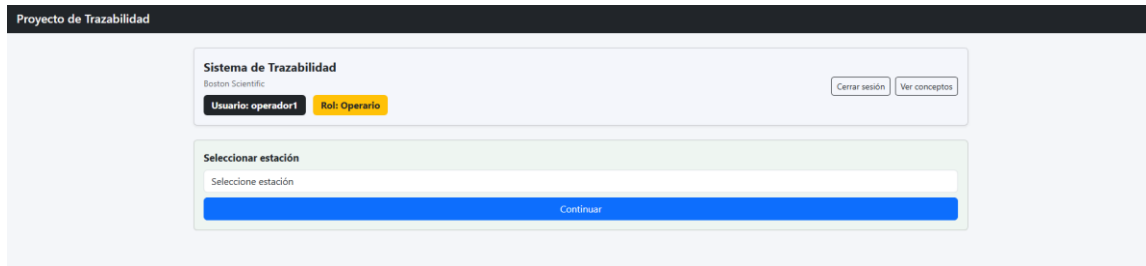 Proyecto de Trazabilidad
Sistema de Trazabilidad
Boston Scientific
Cerrar sesión Ver conceptos
Usuario: operador1 Rol: Operario
Seleccionar estación
Seleccione estación
Continuar